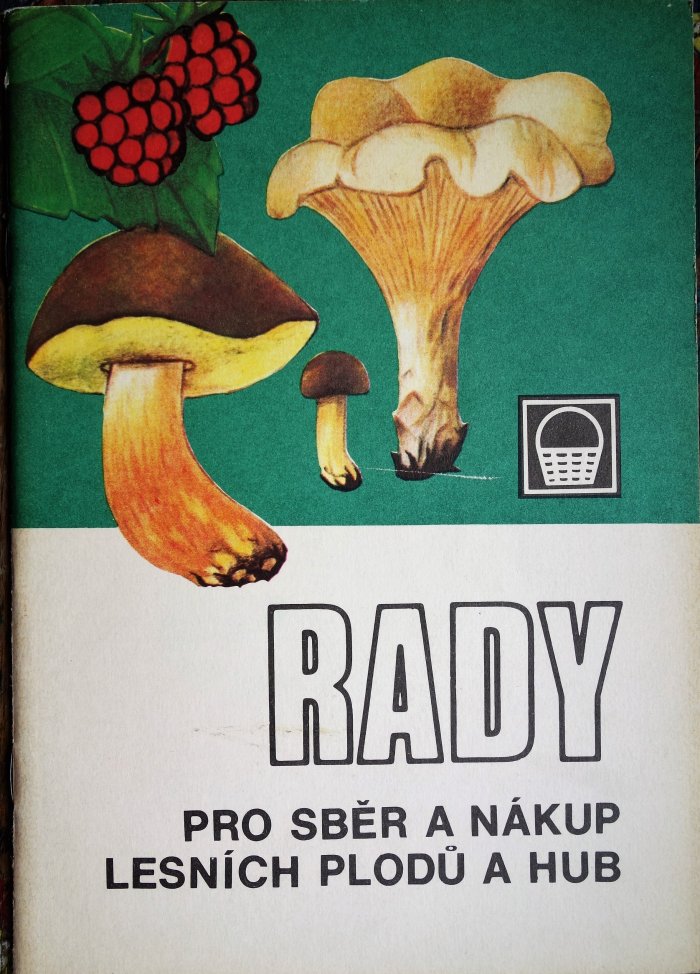 RADY
PRO SBĚR A NÁKUP
LESNÍCH PLODŮ A HUB